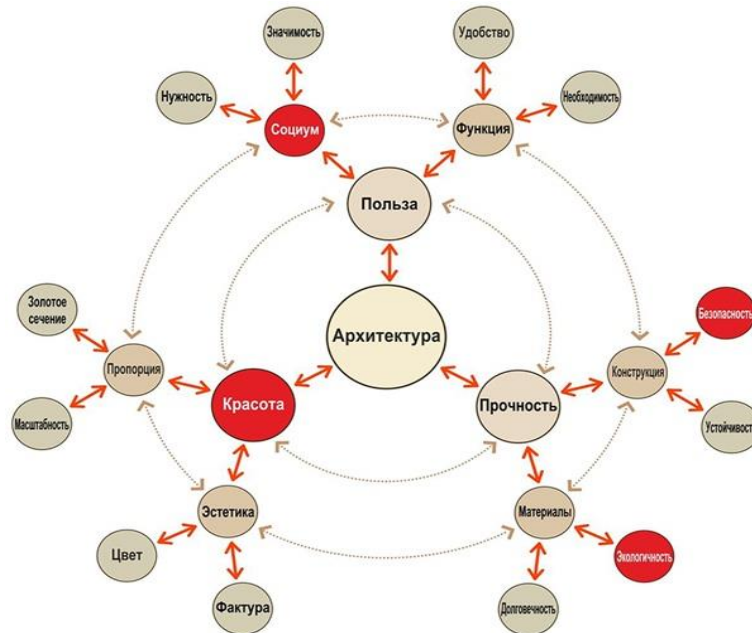 Значимость
Удобство
Нужность
Необходимость
Социум
Функция
Польза
Золотое
сечение
Архитектура
Безопасность
Пропорция
Конструкция
Красота
Прочность
Масштабность
Устойчивост
Эстетика
Материалы
Цвет
Экологичность
Фактура
Долговечность